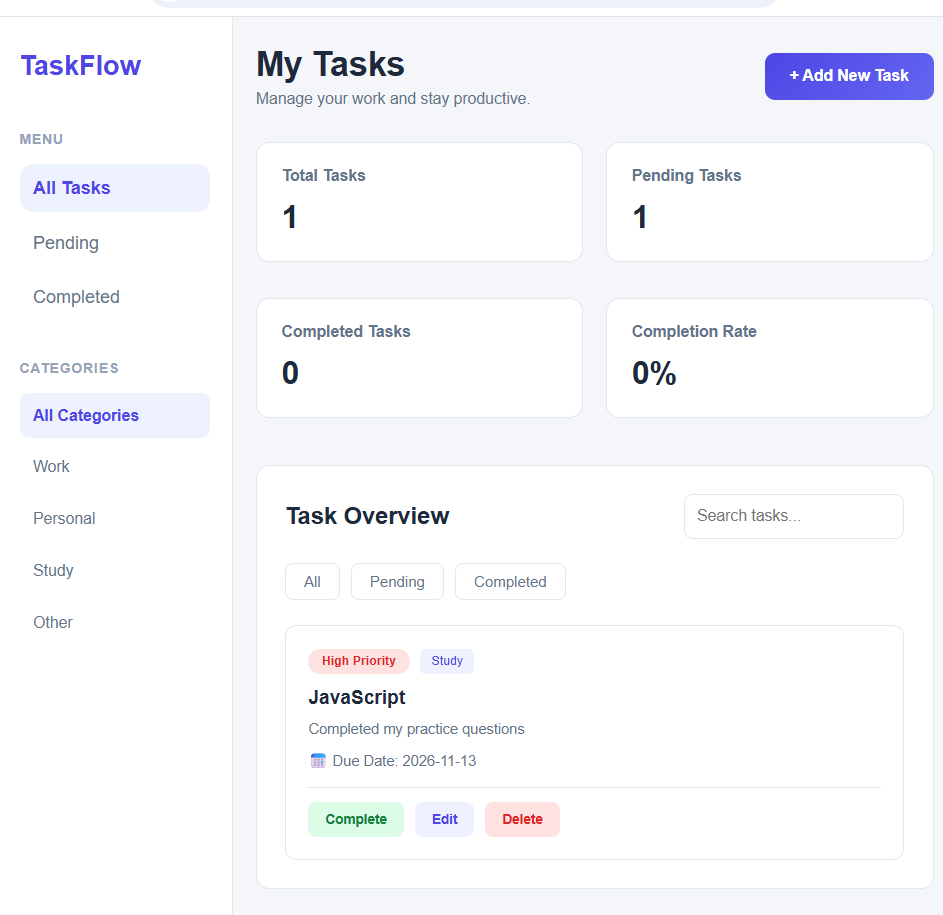 TaskFlow
MENU
All Tasks
Pending
Completed
CATEGORIES
All Categories
Work
Personal
Study
Other
My Tasks
Manage your work and stay productive.
+ Add New Task
Total Tasks
1
Pending Tasks
1
Completed Tasks
0
Completion Rate
0%
Task Overview
Search tasks...
All
Pending
Completed
High Priority
Study
JavaScript
Completed my practice questions
Due Date: 2026-11-13
Complete
Edit
Delete